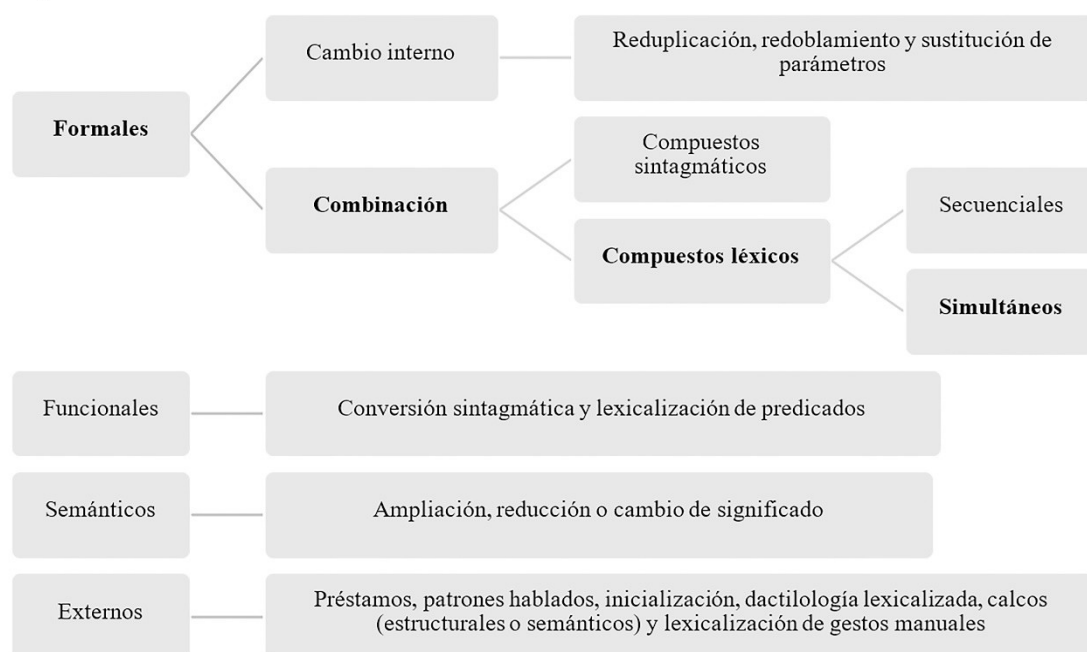 Formales
Cambio interno
Reduplicación, redoblamiento y sustitución de
parámetros
Combinación
Compuestos
sintagmáticos
Compuestos léxicos
Secuenciales
Simultáneos
Funcionales
Conversión sintagmática y lexicalización de predicados
Semánticos
Ampliación, reducción o cambio de significado
Externos
Préstamos, patrones hablados, inicialización, dactilología lexicalizada, calcos
(estructurales o semánticos) y lexicalización de gestos manuales